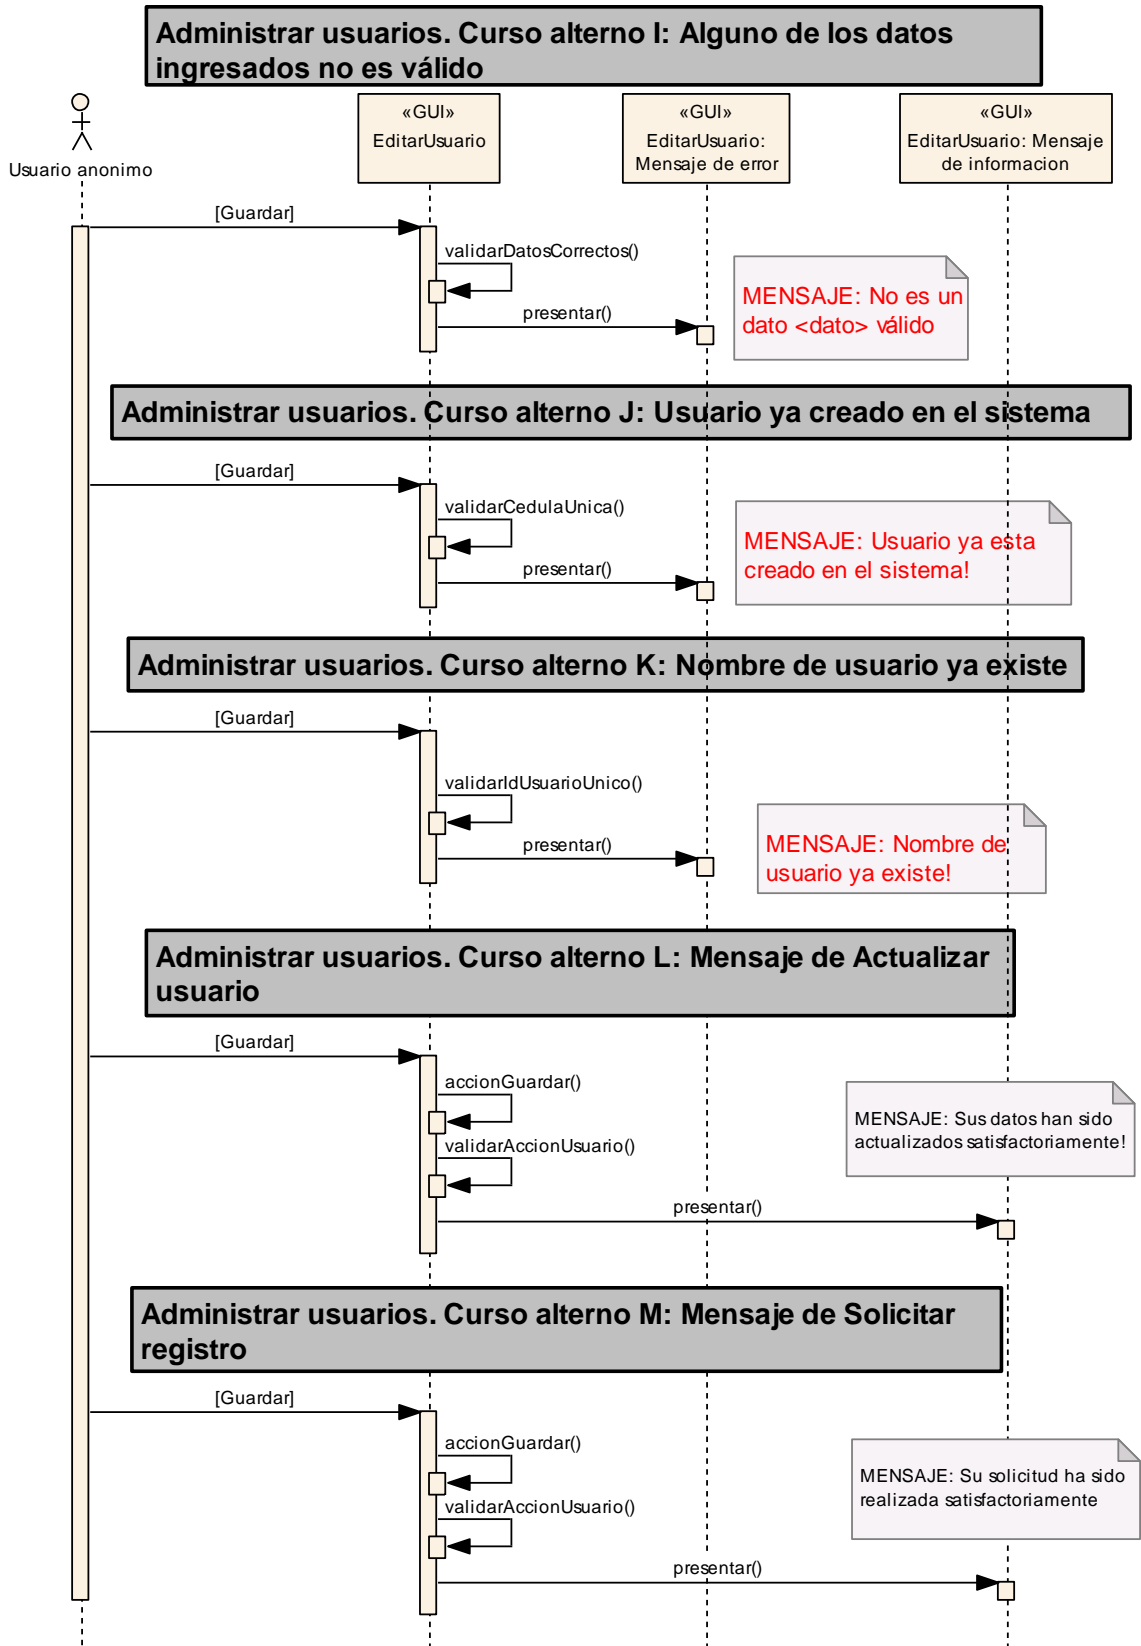 Administrar usuarios. Curso alterno I: Alguno de los datos
ingresados no es válido
Usuario anonimo
«GUI»
EditarUsuario
«GUI»
EditarUsuario:
Mensaje de error
«GUI»
EditarUsuario: Mensaje
de informacion
[Guardar]
validarDatosCorrectos()
presentar()
MENSAJE: No es un
dato <dato> válido
Administrar usuarios. Curso alterno J: Usuario ya creado en el sistema
[Guardar]
validarCedulaUnica()
presentar()
MENSAJE: Usuario ya esta
creado en el sistema!
Administrar usuarios. Curso alterno K: Nombre de usuario ya existe
[Guardar]
validarIdUsuarioUnico()
presentar()
MENSAJE: Nombre de
usuario ya existe!
Administrar usuarios. Curso alterno L: Mensaje de Actualizar
usuario
[Guardar]
accionGuardar()
validarAccionUsuario()
presentar()
MENSAJE: Sus datos han sido
actualizados satisfactoriamente!
Administrar usuarios. Curso alterno M: Mensaje de Solicitar
registro
[Guardar]
accionGuardar()
validarAccionUsuario()
presentar()
MENSAJE: Su solicitud ha sido
realizada satisfactoriamente